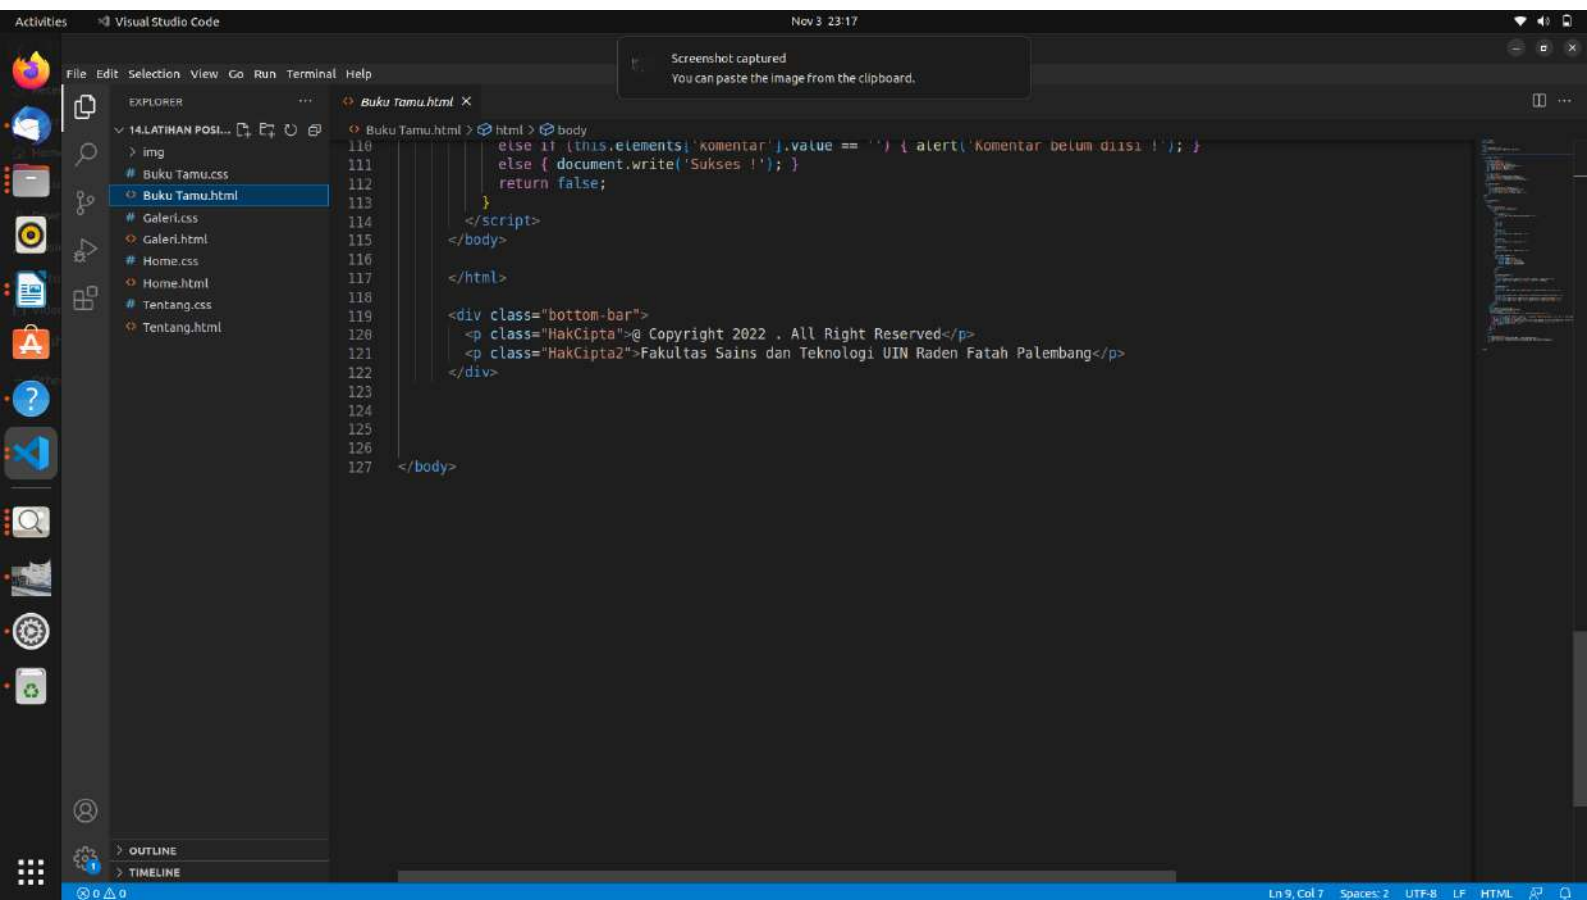 Activities Visual Studio Code Nov 3 23:17
Screenshot captured
You can paste the image from the clipboard.
File Edit Selection View Go Run Terminal Help
EXPLORER ···
14.LATIHAN POSI...
> img
# Buku Tamu.css
<> Buku Tamu.html
# Galeri.css
<> Galeri.html
# Home.css
<> Home.html
# Tentang.css
<> Tentang.html
> OUTLINE
> TIMELINE
<> Buku Tamu.html ×
<> Buku Tamu.html > html > body
110 else if (this.elements['komentar'].value == '') { alert('Komentar belum diisi !'); }
111 else { document.write('Sukses !'); }
112 return false;
113 }
114 </script>
115 </body>
116
117 </html>
118
119 <div class="bottom-bar">
120 <p class="HakCipta">@ Copyright 2022 . All Right Reserved</p>
121 <p class="HakCipta2">Fakultas Sains dan Teknologi UIN Raden Fatah Palembang</p>
122 </div>
123
124
125
126
127 </body>
1
0 0 Ln 9, Col 7 Spaces: 2 UTF-8 LF HTML